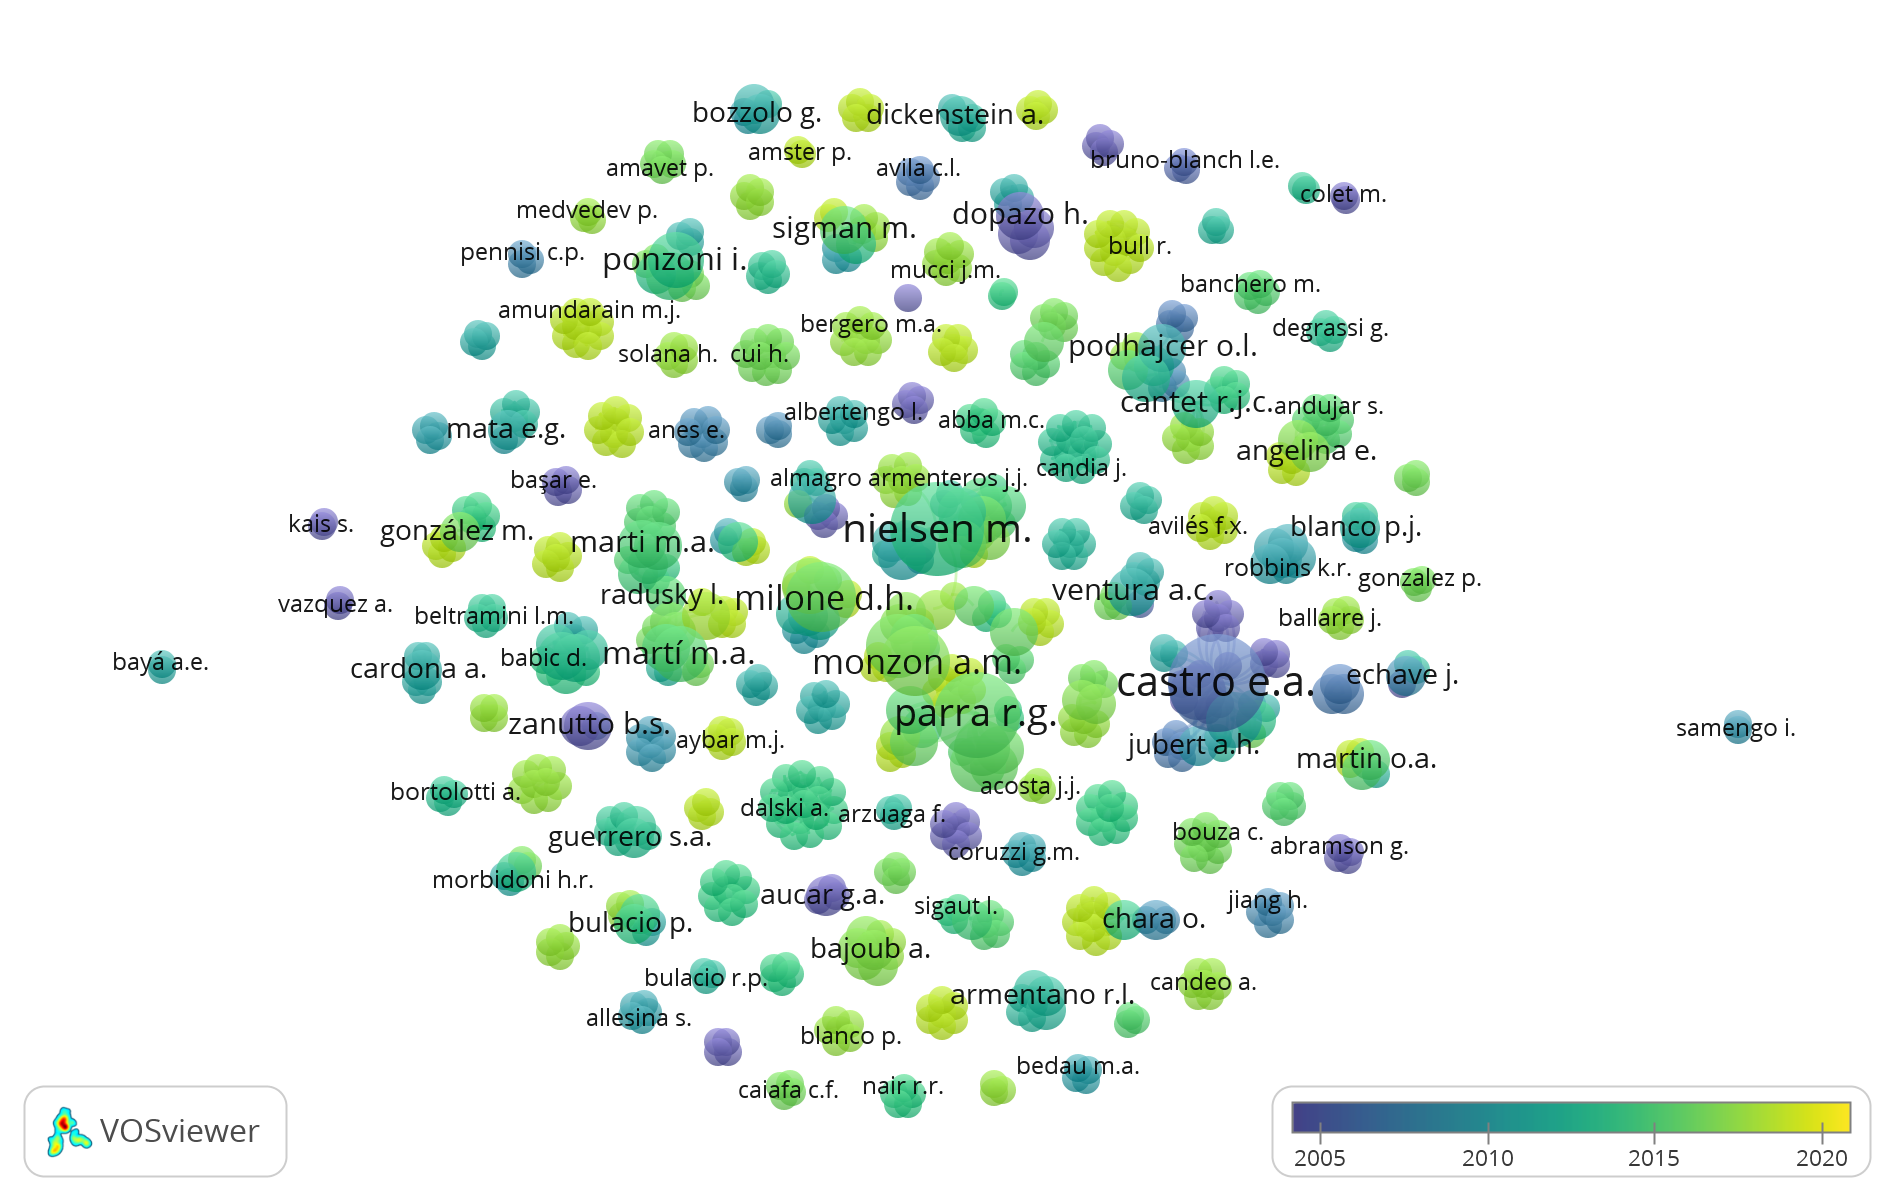 bozzolo g.
dickenstein a.
amster p.
amavet p.
avila c.l.
bruno-blanch l.e.
colet m.
medvedev p.
sigman m.
dopazo h.
pennisi c.p.
ponzoni i.
bull r.
mucci j.m.
banchero m.
amundarain m.j.
bergero m.a.
degrassi g.
solana h.
cui h.
podhajcer o.l.
cantet r.j.c.
andujar s.
mata e.g.
anes e.
albertengo l.
abba m.c.
angelina e.
candia j.
başar e.
almagro armenteros j.j.
kais s.
gonzález m.
marti m.a.
nielsen m.
avilés f.x.
blanco p.j.
robbins k.r.
gonzalez p.
vazquez a.
beltramini l.m.
radusky l.
milone d.h.
ventura a.c.
ballarre j.
bayá a.e.
cardona a.
babic d.
martí m.a.
monzon a.m.
castro e.a.
echave j.
zanutto b.s.
aybar m.j.
parra r.g.
jubert a.h.
samengo i.
martin o.a.
bortolotti a.
dalski a.
arzuaga f.
acosta j.j.
guerrero s.a.
coruzzi g.m.
bouza c.
abramson g.
morbidoni h.r.
aucar g.a.
sigaut l.
jiang h.
bulacio p.
bajoub a.
chara o.
bulacio r.p.
armentano r.l.
candeo a.
allesina s.
blanco p.
bedau m.a.
caiafa c.f.
nair r.r.
VOSviewer
2005
2010
2015
2020